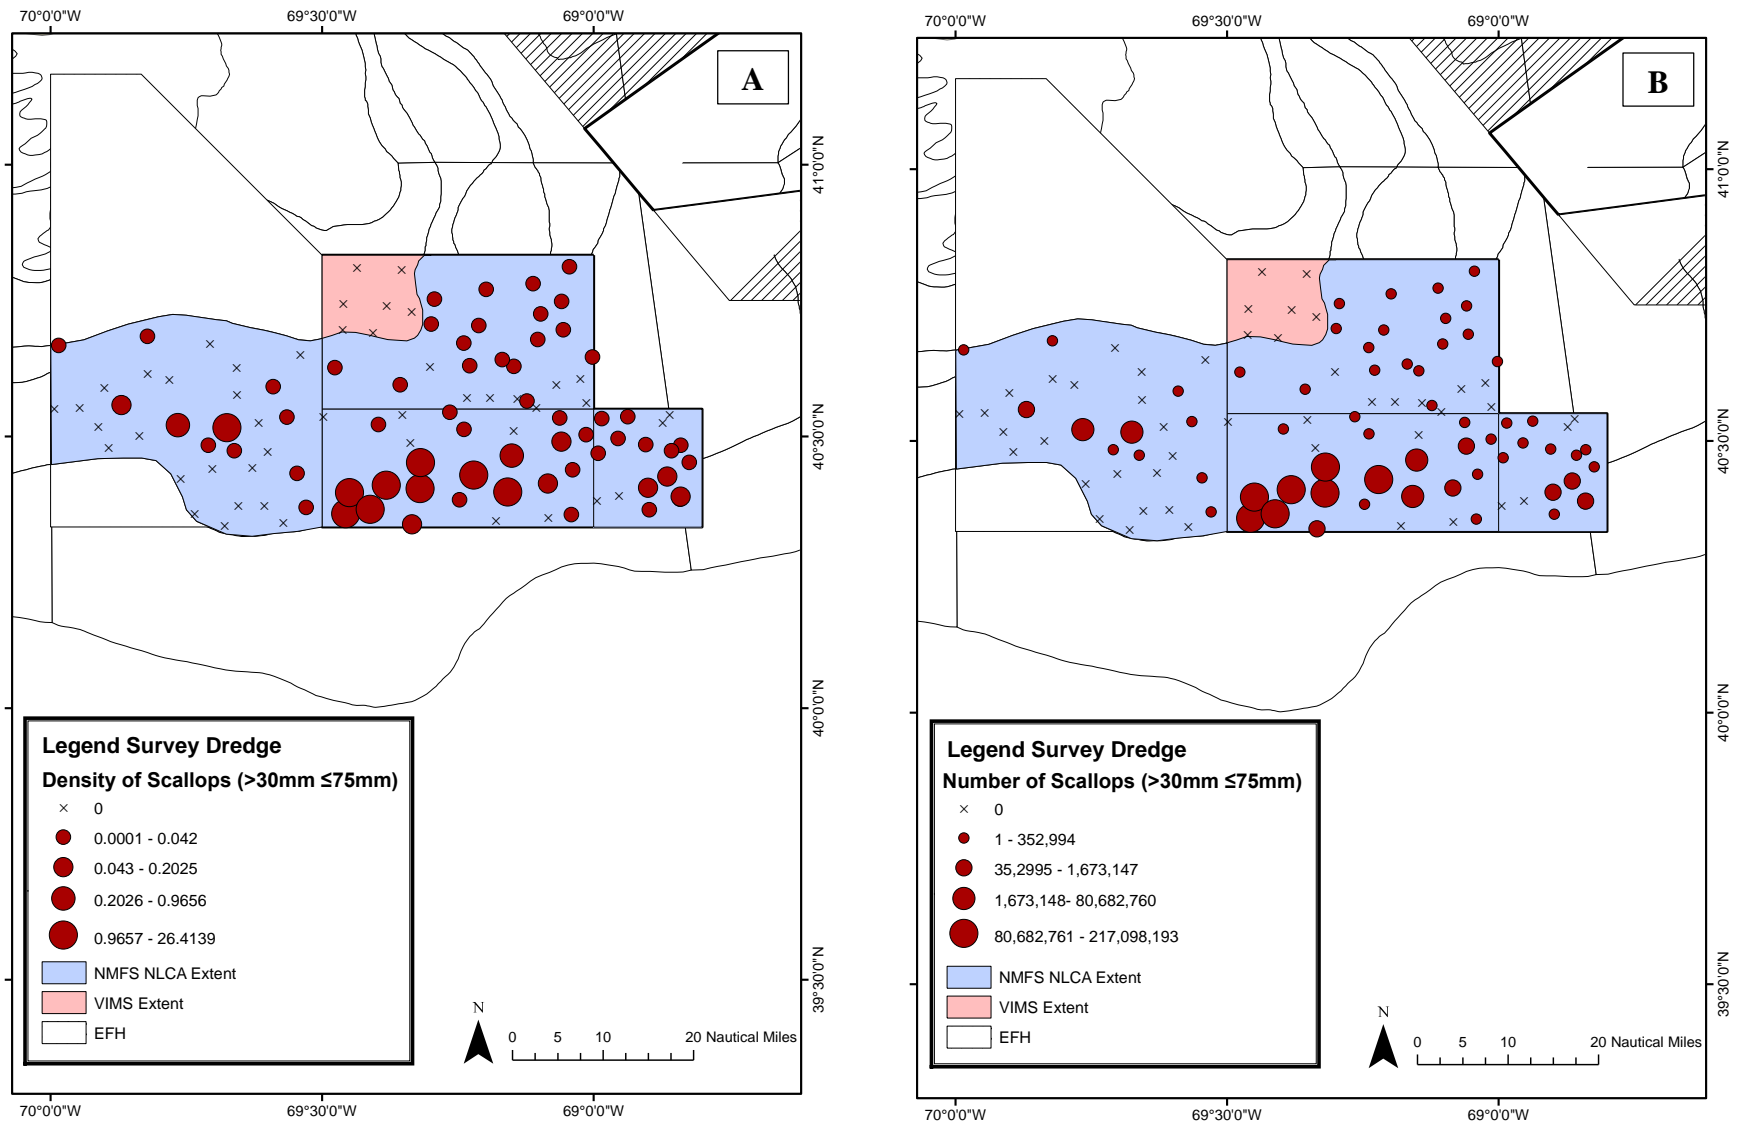 70°0'0"W 69°30'0"W 69°0'0"W
A
41°0'0"N
40°30'0"N
40°0'0"N
39°30'0"N
Legend Survey Dredge
Density of Scallops (>30mm ≤75mm)
0
0.0001 - 0.042
0.043 - 0.2025
0.2026 - 0.9656
0.9657 - 26.4139
NMFS NLCA Extent
VIMS Extent
EFH
N
0 5 10 20 Nautical Miles
70°0'0"W 69°30'0"W 69°0'0"W
70°0'0"W 69°30'0"W 69°0'0"W
B
41°0'0"N
40°30'0"N
40°0'0"N
39°30'0"N
Legend Survey Dredge
Number of Scallops (>30mm ≤75mm)
0
1 - 352,994
35,2995 - 1,673,147
1,673,148- 80,682,760
80,682,761 - 217,098,193
NMFS NLCA Extent
VIMS Extent
EFH
N
0 5 10 20 Nautical Miles
70°0'0"W 69°30'0"W 69°0'0"W